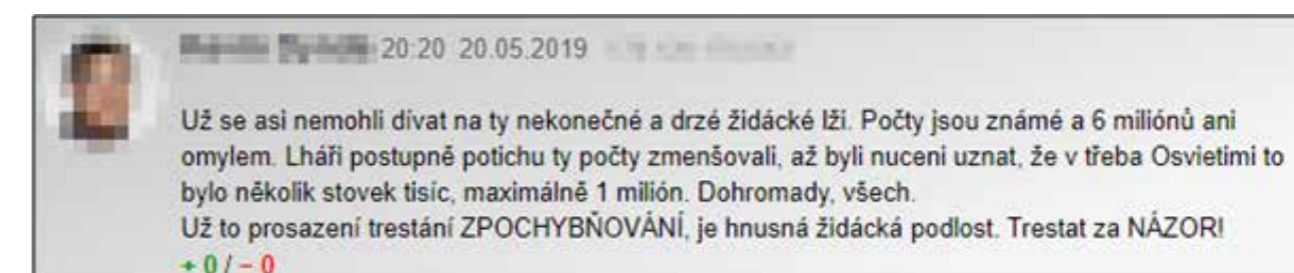 20:20 20.05.2019
Už se asi nemohli dívat na ty nekonečné a drzé židácké lži. Počty jsou známé a 6 miliónů ani
omylem. Lháři postupně potichu ty počty zmenšovali, až byli nuceni uznat, že v třeba Osvietimi to
bylo několik stovek tisíc, maximálně 1 milión. Dohromady, všech.
Už to prosazení trestání ZPOCHYBŇOVÁNÍ, je hnusná židácká podlost. Trestat za NÁZOR!
+ 0 / − 0